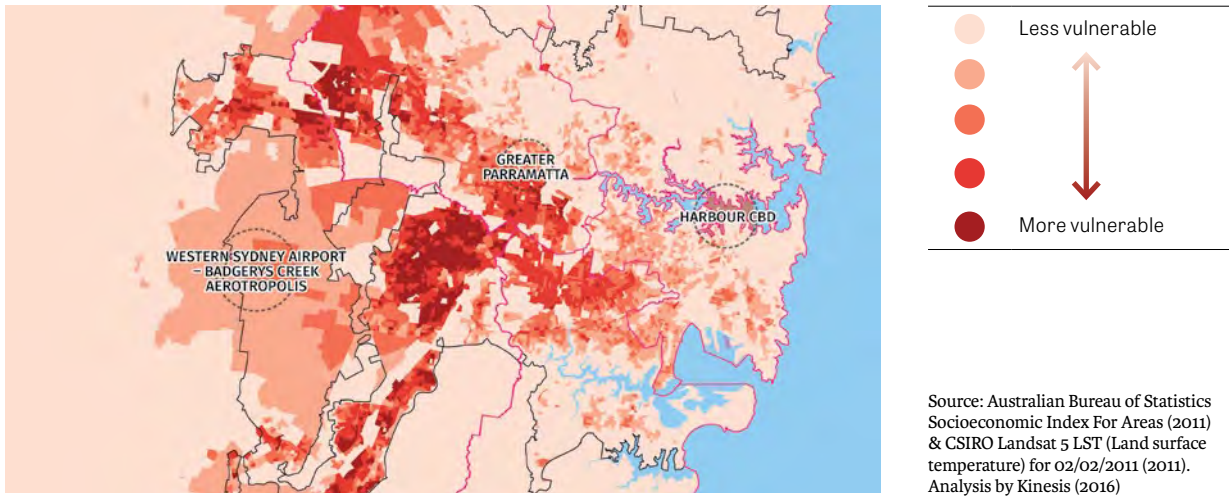 GREATER
PARRAMATTA
HARBOUR CBD
WESTERN SYDNEY AIRPORT
– BADGERYS CREEK
AEROTROPOLIS
Less vulnerable
More vulnerable
Source: Australian Bureau of Statistics
Socioeconomic Index For Areas (2011)
& CSIRO Landsat 5 LST (Land surface
temperature) for 02/02/2011 (2011).
Analysis by Kinesis (2016)